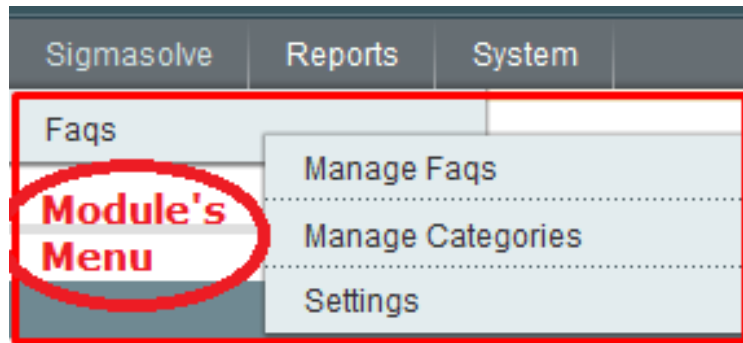 Sigmasolve Reports System
Faqs
Manage Faqs
Module's
Manage Categories
Menu
Settings